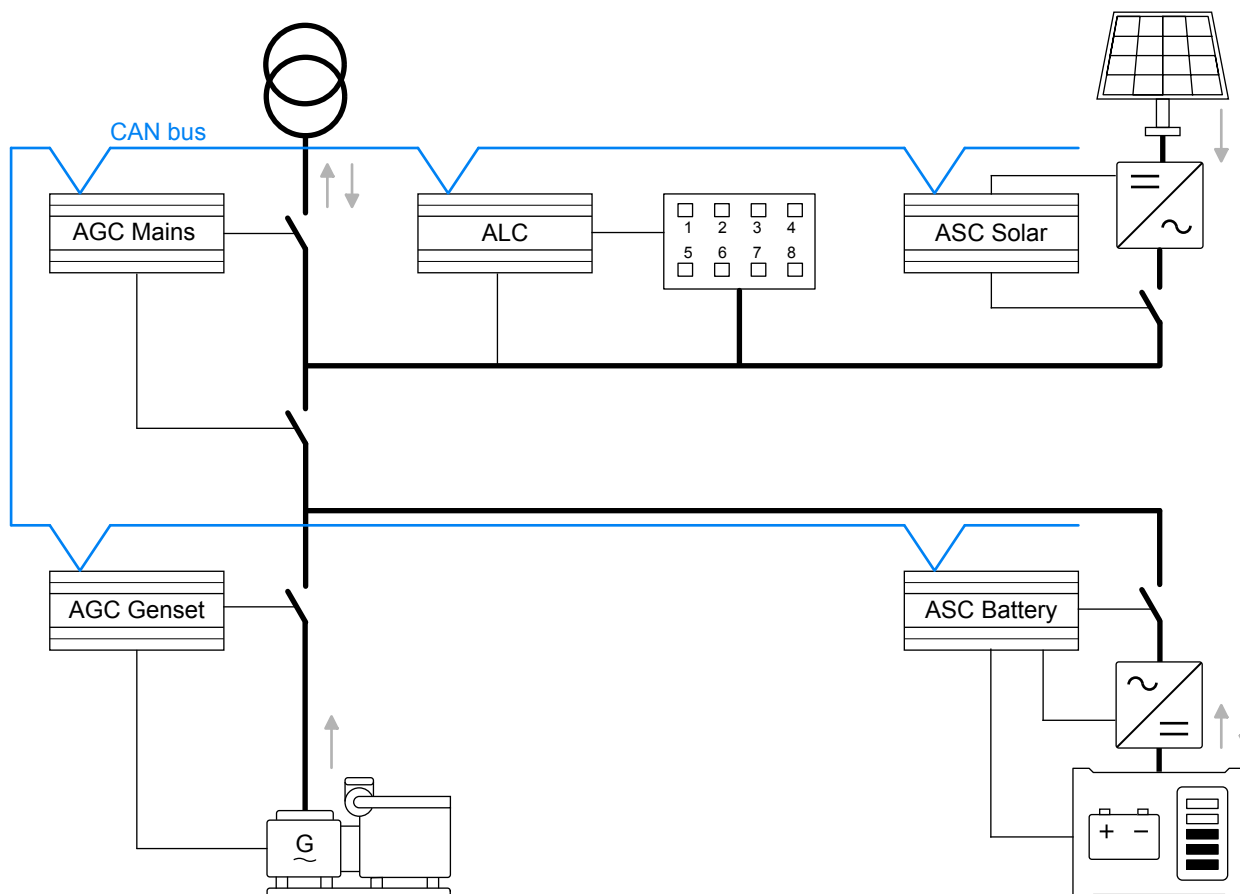 CAN bus
AGC Mains
ALC
1 2 3 4
5 6 7 8
ASC Solar
AGC Genset
ASC Battery
G
+ −